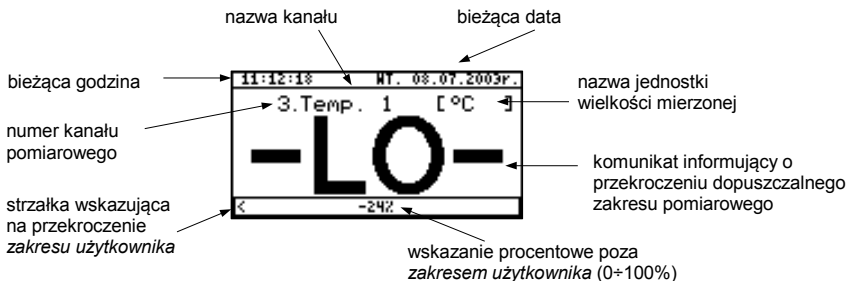 nazwa kanału
bieżąca data
bieżąca godzina
11:12:18 WT. 08.07.2003r.
nazwa jednostki
wielkości mierzonej
3.Temp. 1 [ºC ]
numer kanału
pomiarowego
-LO-
komunikat informujący o
przekroczeniu dopuszczalnego
zakresu pomiarowego
strzałka wskazująca
na przekroczenie
zakresu użytkownika
< -24%
wskazanie procentowe poza
zakresem użytkownika (0÷100%)